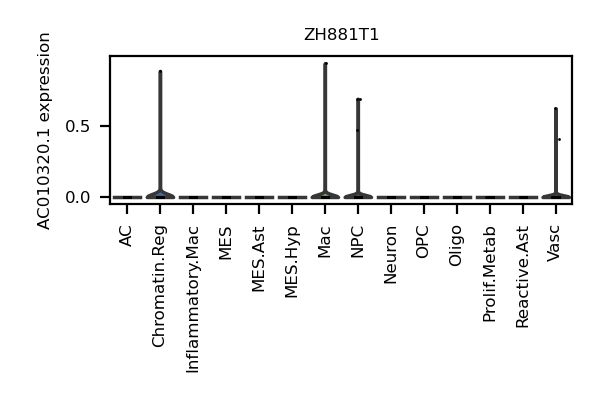 ZH881T1
AC010320.1 expression
0.5
0.0
AC
Chromatin.Reg
Inflammatory.Mac
MES
MES.Ast
MES.Hyp
Mac
NPC
Neuron
OPC
Oligo
Prolif.Metab
Reactive.Ast
Vasc